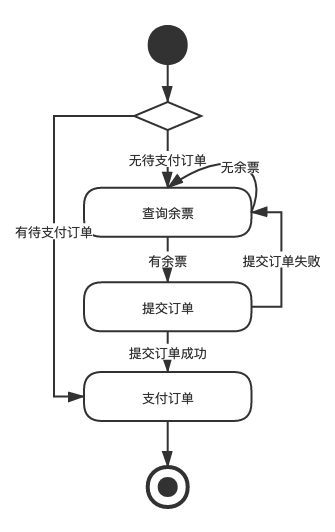 无待支付订单
无余票
查询余票
有待支付订单
有余票
提交订单失败
提交订单
提交订单成功
支付订单